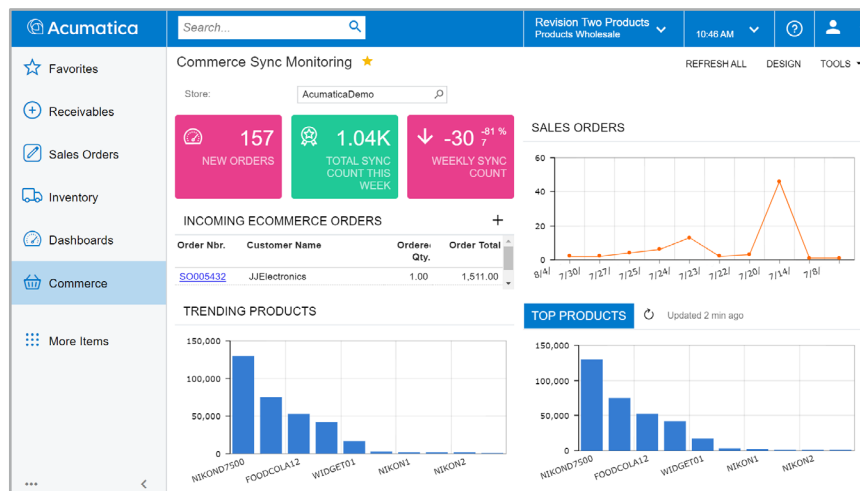 Acumatica
Search...
Revision Two Products
Products Wholesale
10:46 AM
Favorites
Receivables
Sales Orders
Inventory
Dashboards
Commerce
More Items
Commerce Sync Monitoring
REFRESH ALL DESIGN TOOLS
Store: AcumaticaDemo
157
NEW ORDERS
1.04K
TOTAL SYNC
COUNT THIS
WEEK
-30 -81 %
7
WEEKLY SYNC
COUNT
INCOMING ECOMMERCE ORDERS
Order Nbr. Customer Name Ordere Order Total
Qty.
SO005432 JJElectronics 1.00 1,511.00
SALES ORDERS
60
40
20
0
8/4/ 7/30/ 7/27/ 7/25/ 7/24/ 7/23/ 7/22/ 7/20/ 7/14/ 7/8/
TRENDING PRODUCTS
150,000
100,000
50,000
0
NIKOND7500 FOODCOLA12 WIDGET01 NIKON1 NIKON2
TOP PRODUCTS Updated 2 min ago
150,000
100,000
50,000
0
NIKOND7500 FOODCOLA12 WIDGET01 NIKON1 NIKON2